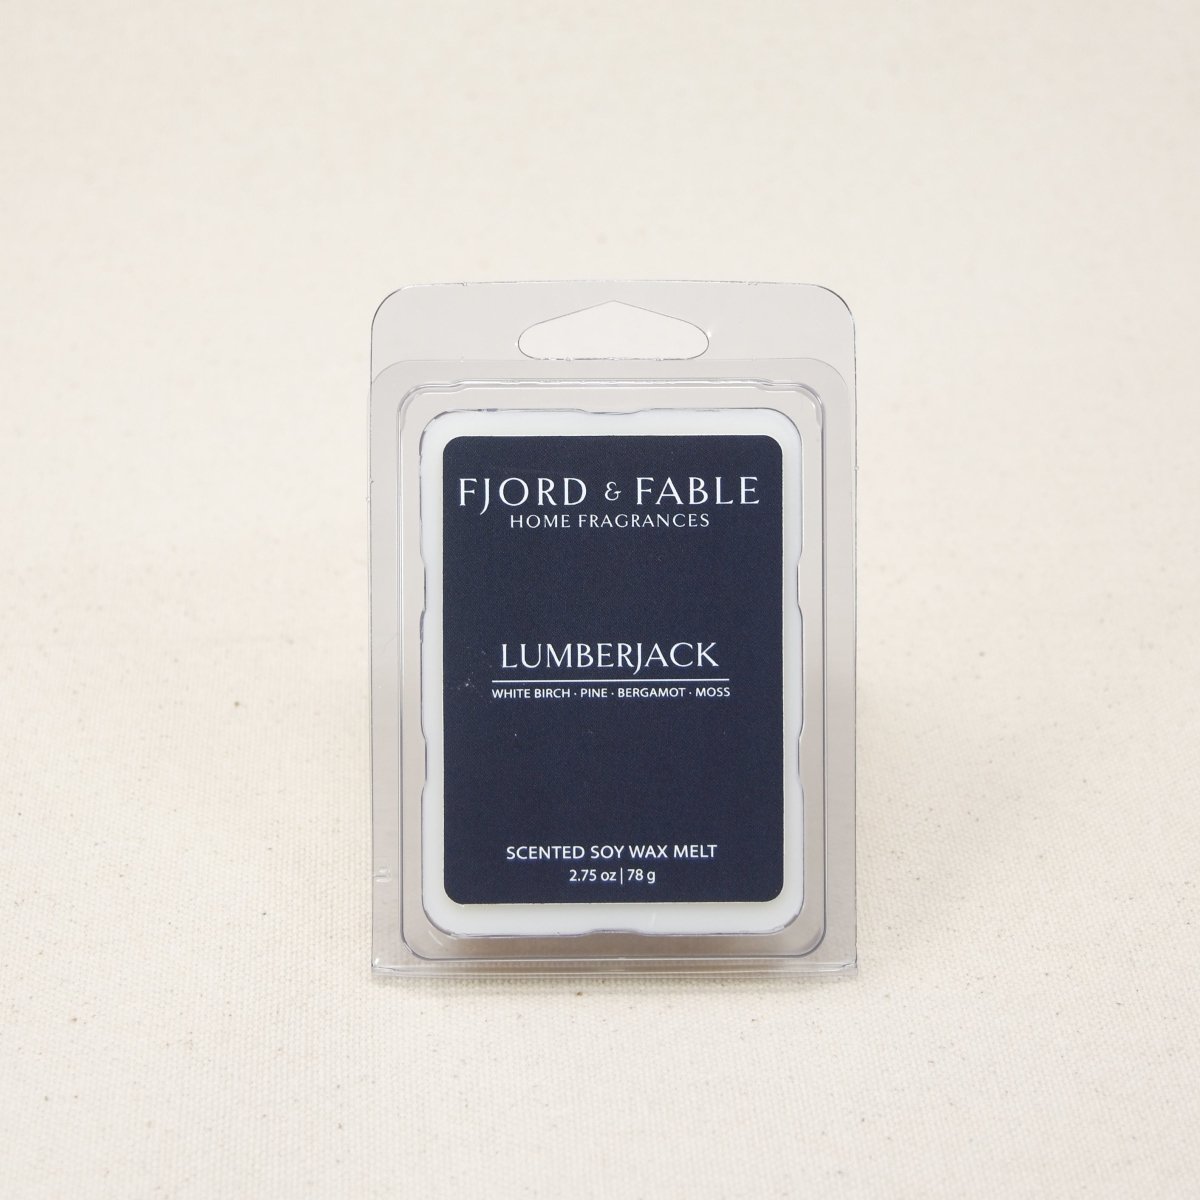 FJORD & FABLE
HOME FRAGRANCES
LUMBERJACK
WHITE BIRCH · PINE · BERGAMOT · MOSS
SCENTED SOY WAX MELT
2.75 oz | 78 g